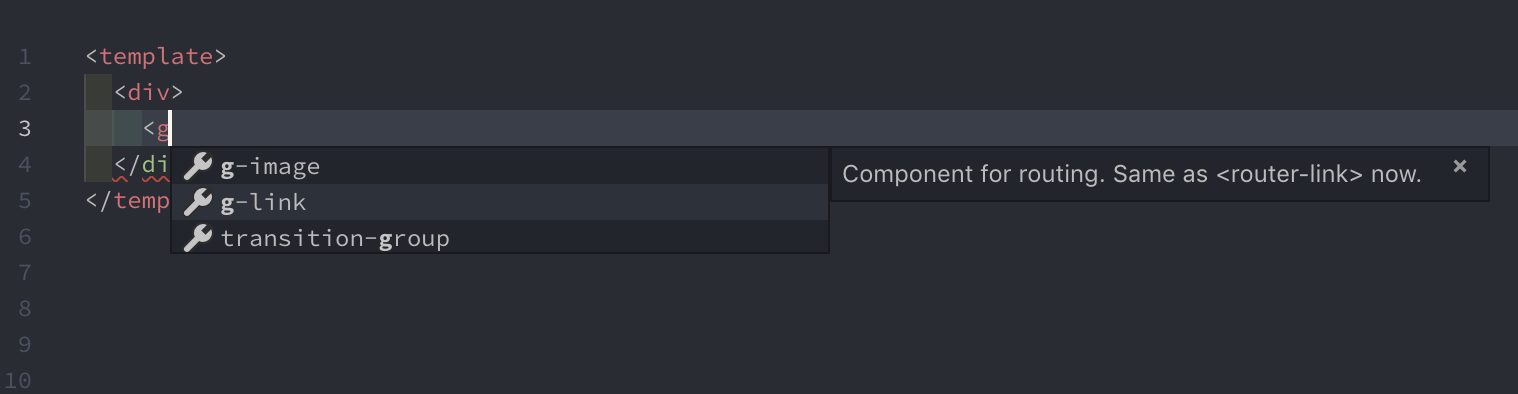 1 <template>
2 <div>
3 <g
4 </di
5 </temp
6
7
8
9
10
g-image
g-link
transition-group
Component for routing. Same as <router-link> now. ×